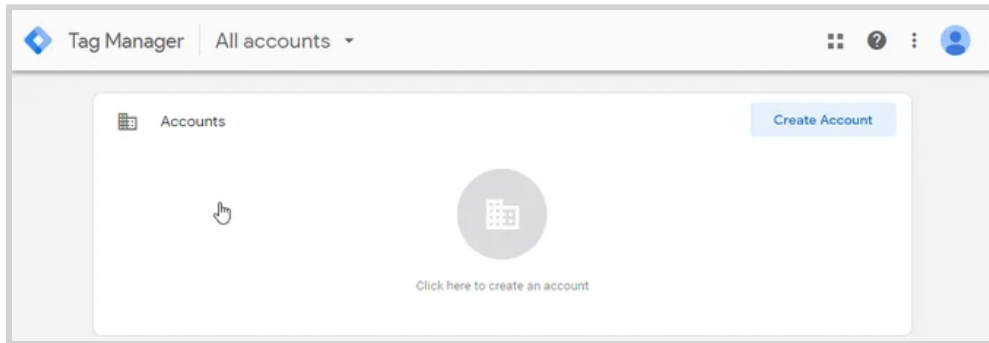 Tag Manager All accounts
Accounts Create Account
Click here to create an account